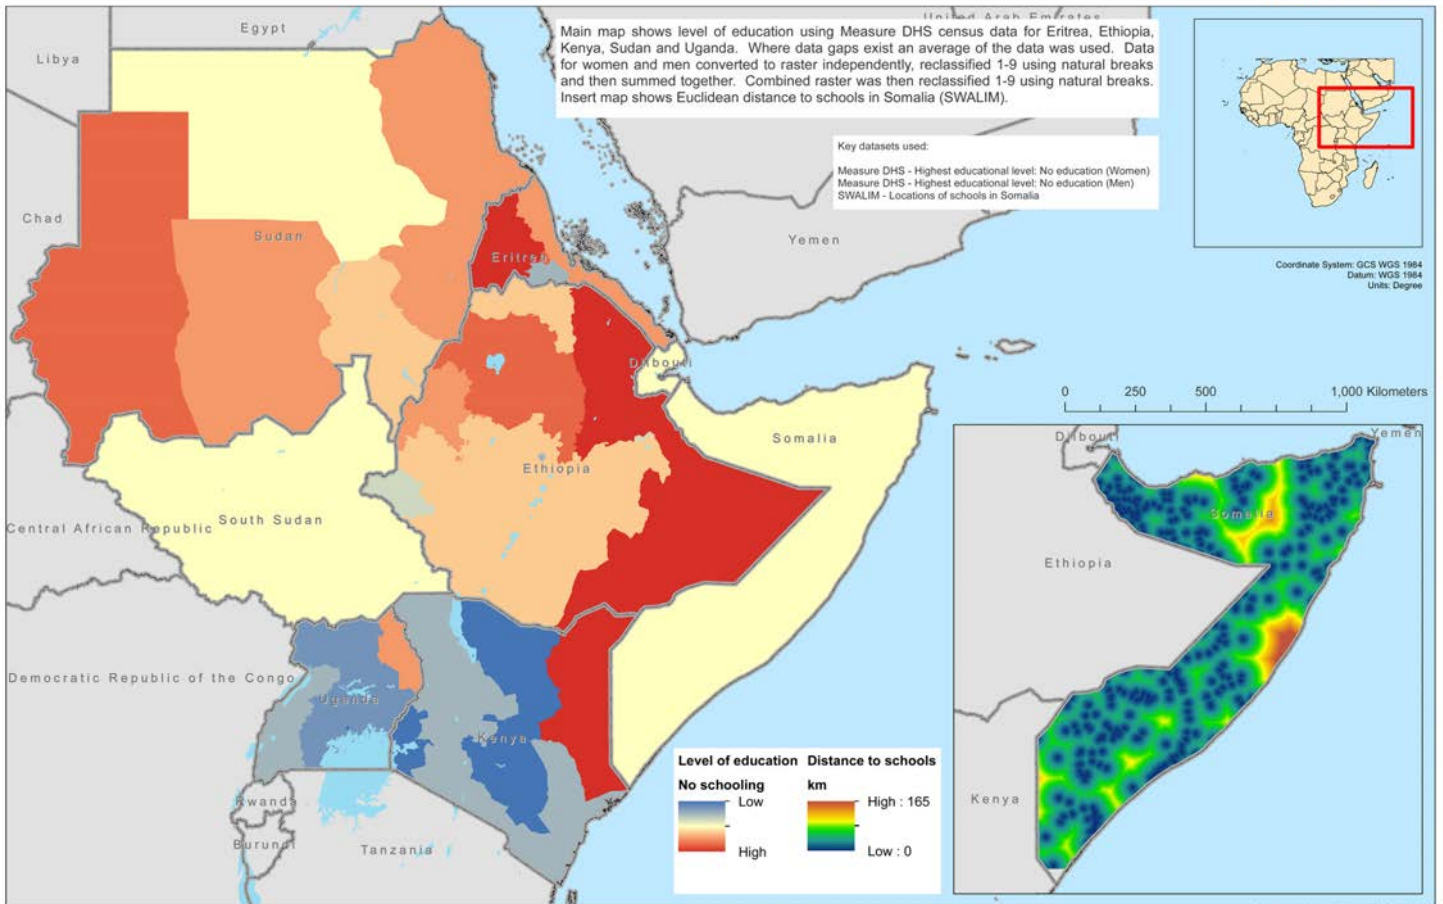 Egypt
United Arab Emirates
Libya
Main map shows level of education using Measure DHS census data for Eritrea, Ethiopia,
Kenya, Sudan and Uganda. Where data gaps exist an average of the data was used. Data
for women and men converted to raster independently, reclassified 1-9 using natural breaks
and then summed together. Combined raster was then reclassified 1-9 using natural breaks.
Insert map shows Euclidean distance to schools in Somalia (SWALIM).
Key datasets used:
Measure DHS - Highest educational level: No education (Women)
Measure DHS - Highest educational level: No education (Men)
SWALIM - Locations of schools in Somalia
Coordinate System: GCS WGS 1984
Datum: WGS 1984
Units: Degree
Chad
Sudan
Yemen
Eritrea
Djibouti
Somalia
Ethiopia
South Sudan
Central African Republic
Democratic Republic of the Congo
Uganda
Kenya
Rwanda
Burundi
Tanzania
0 250 500 1,000 Kilometers
Djibouti
Yemen
Somalia
Ethiopia
Kenya
Level of education
No schooling
Low
High
Distance to schools
km
High : 165
Low : 0